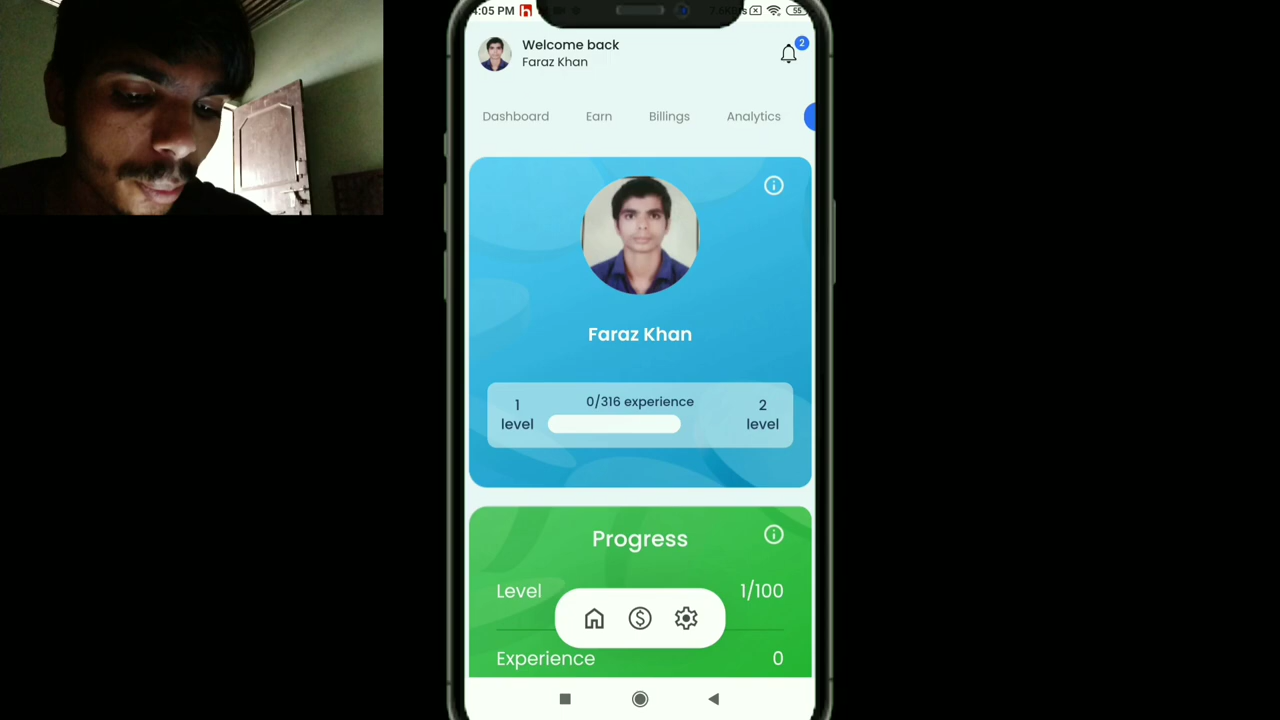 4:05 PM
Welcome back
2
Faraz Khan
Dashboard Earn Billings Analytics
Faraz Khan
0/316 experience
1 2
level level
Progress
Level 1/100
Experience 0